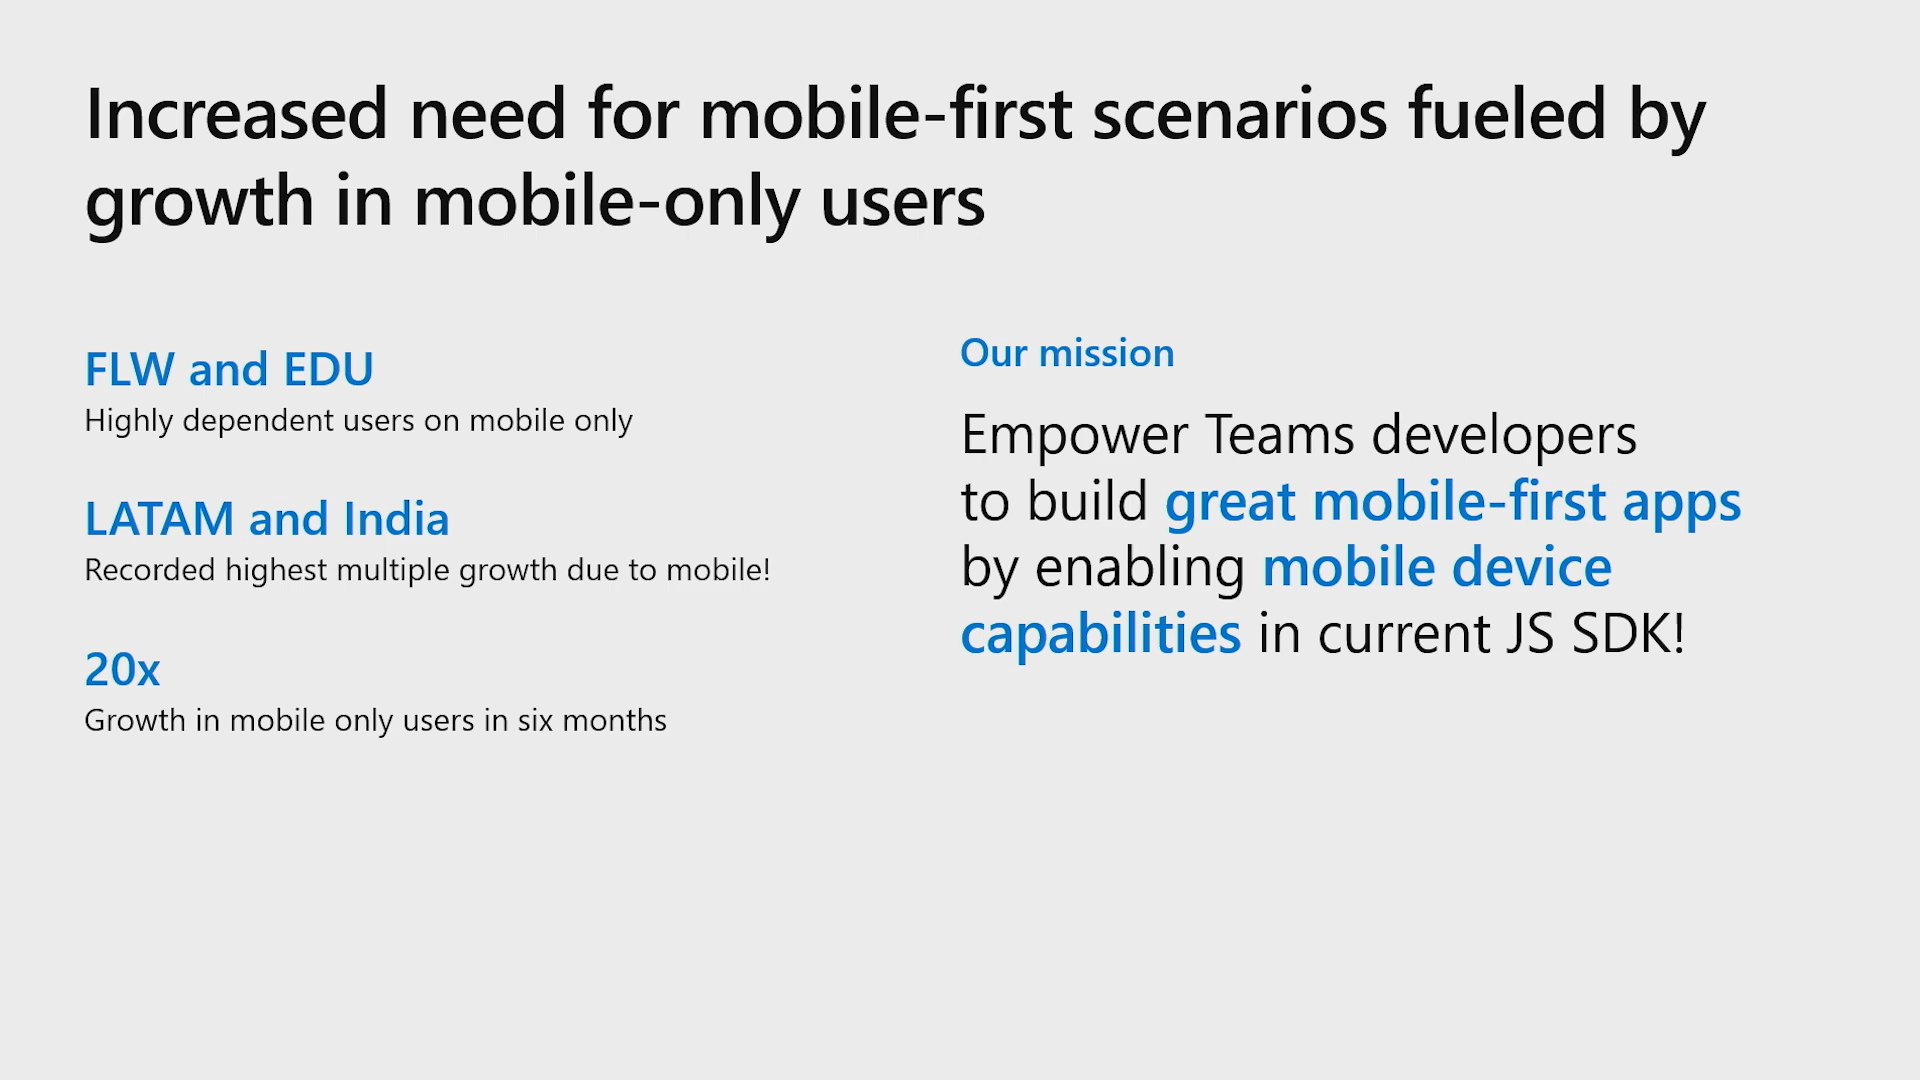 Increased need for mobile-first scenarios fueled by
growth in mobile-only users
FLW and EDU
Highly dependent users on mobile only
LATAM and India
Recorded highest multiple growth due to mobile!
20x
Growth in mobile only users in six months
Our mission
Empower Teams developers
to build great mobile-first apps
by enabling mobile device
capabilities in current JS SDK!